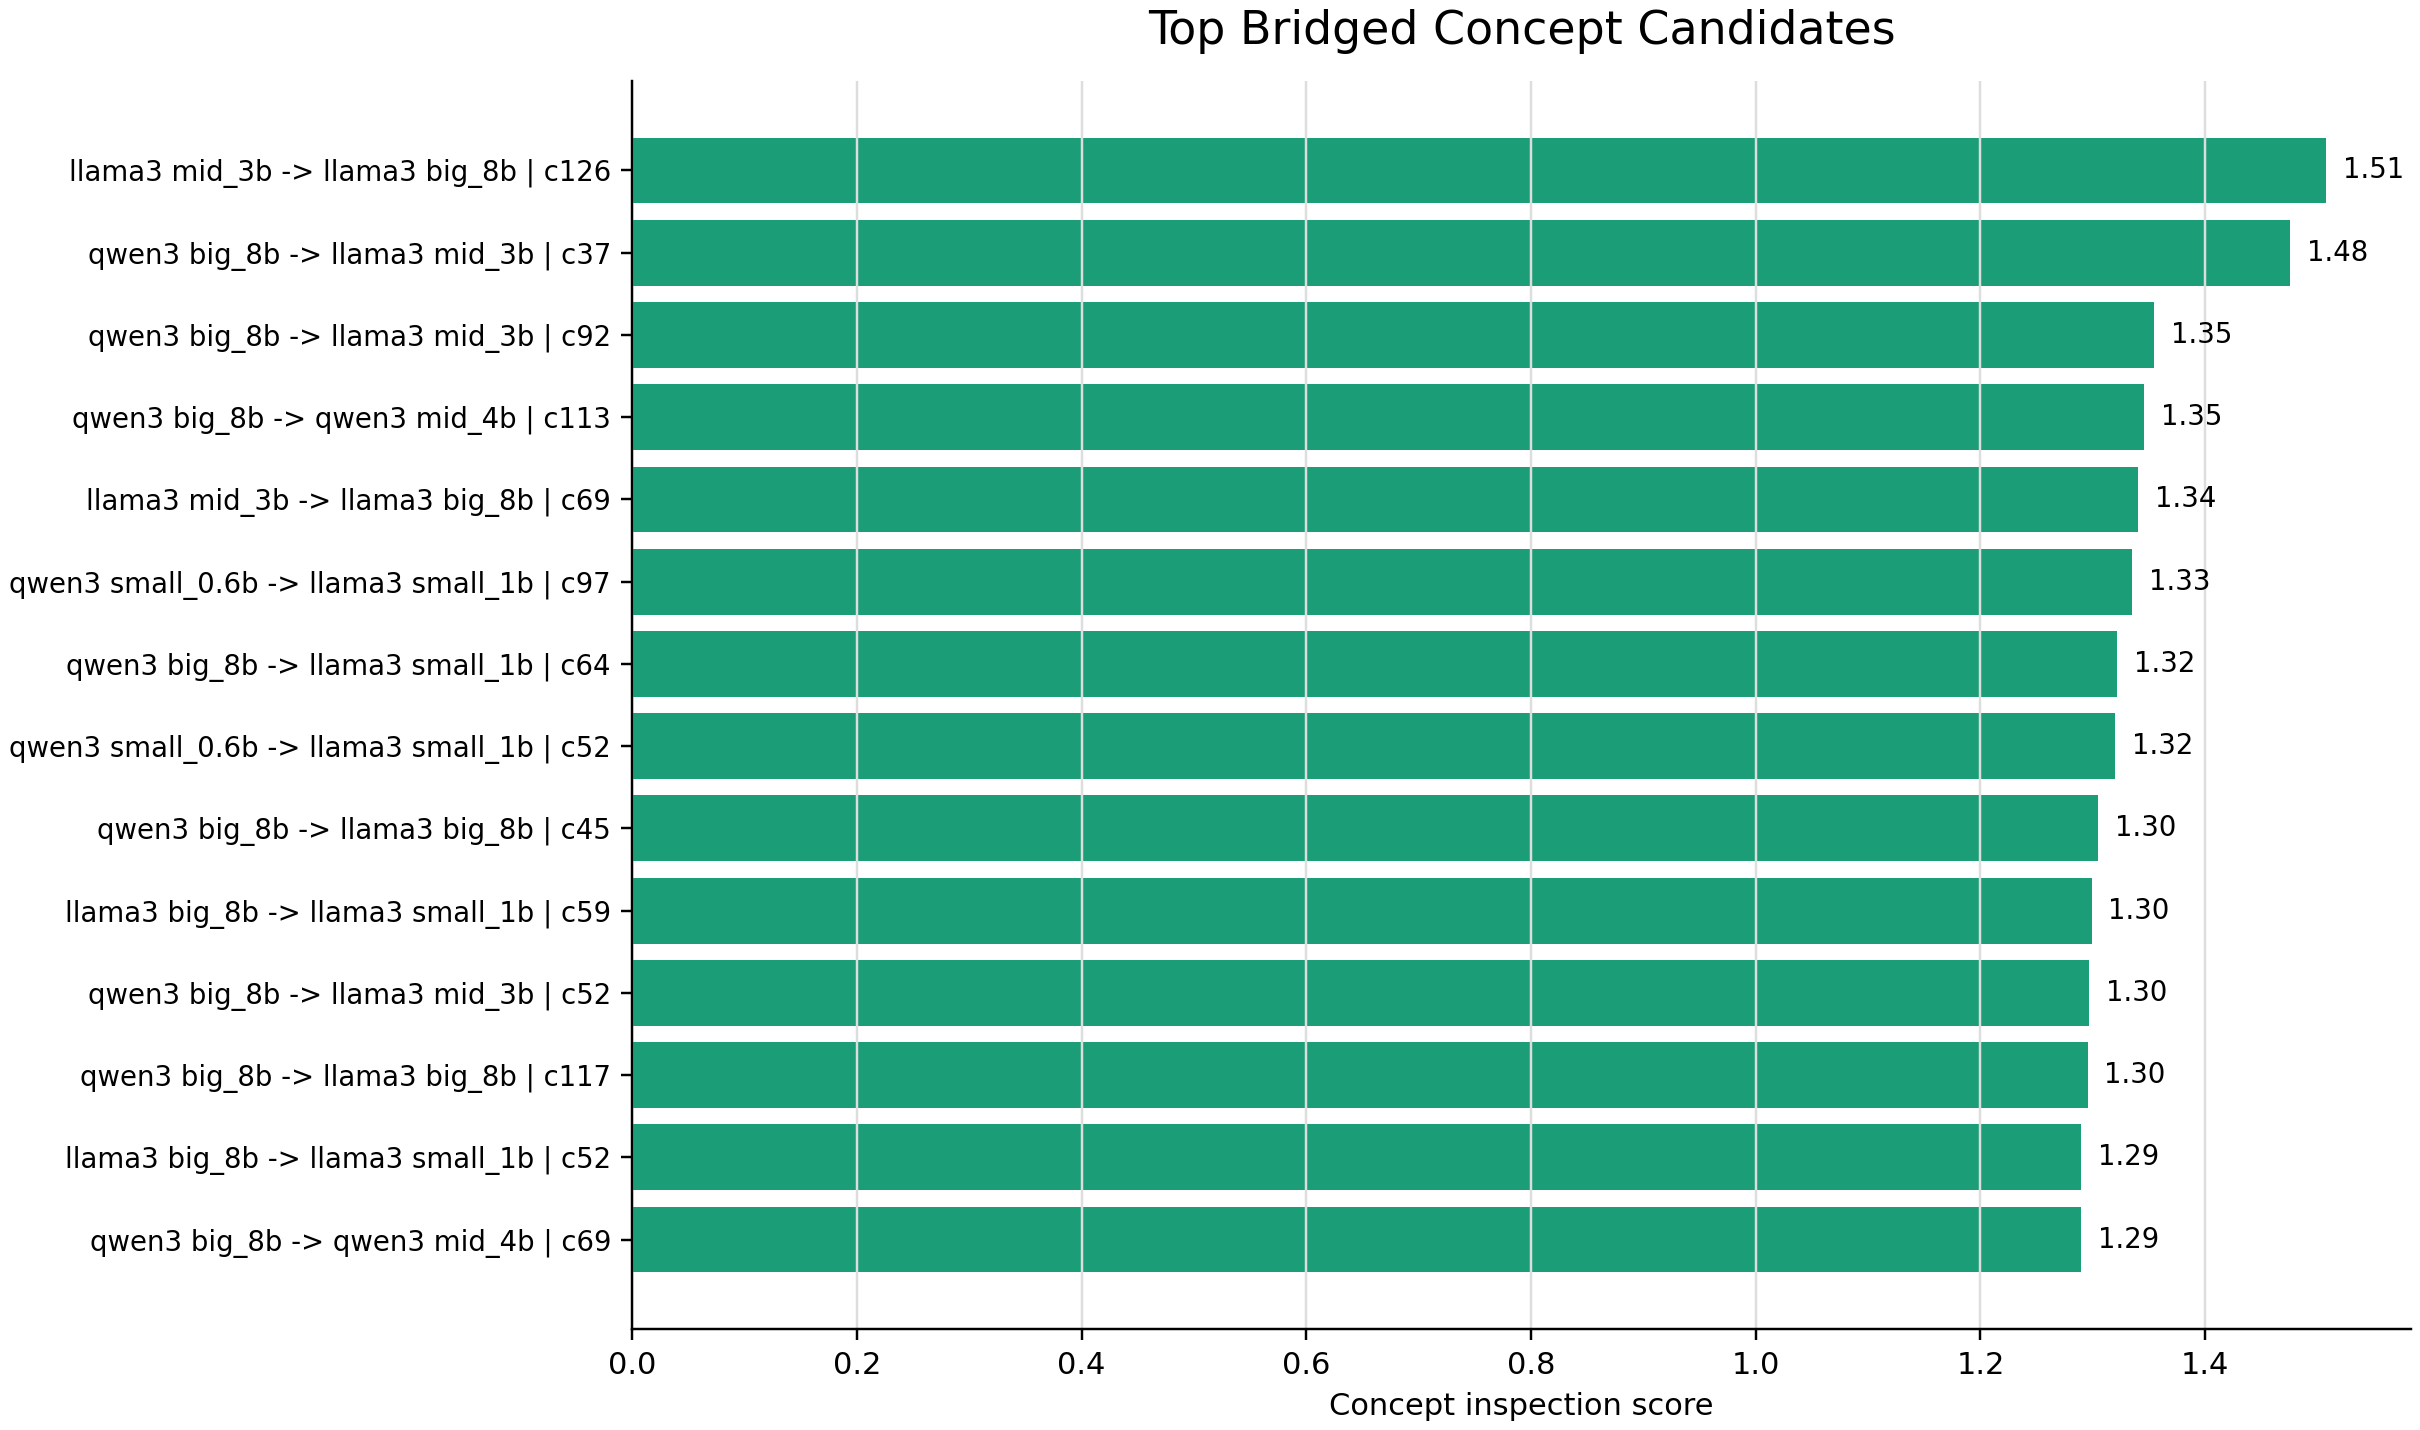 Top Bridged Concept Candidates
llama3 mid_3b -> llama3 big_8b | c126
1.51
qwen3 big_8b -> llama3 mid_3b | c37
1.48
qwen3 big_8b -> llama3 mid_3b | c92
1.35
qwen3 big_8b -> qwen3 mid_4b | c113
1.35
llama3 mid_3b -> llama3 big_8b | c69
1.34
qwen3 small_0.6b -> llama3 small_1b | c97
1.33
qwen3 big_8b -> llama3 small_1b | c64
1.32
qwen3 small_0.6b -> llama3 small_1b | c52
1.32
qwen3 big_8b -> llama3 big_8b | c45
1.30
llama3 big_8b -> llama3 small_1b | c59
1.30
qwen3 big_8b -> llama3 mid_3b | c52
1.30
qwen3 big_8b -> llama3 big_8b | c117
1.30
llama3 big_8b -> llama3 small_1b | c52
1.29
qwen3 big_8b -> qwen3 mid_4b | c69
1.29
0.0 0.2 0.4 0.6 0.8 1.0 1.2 1.4
Concept inspection score